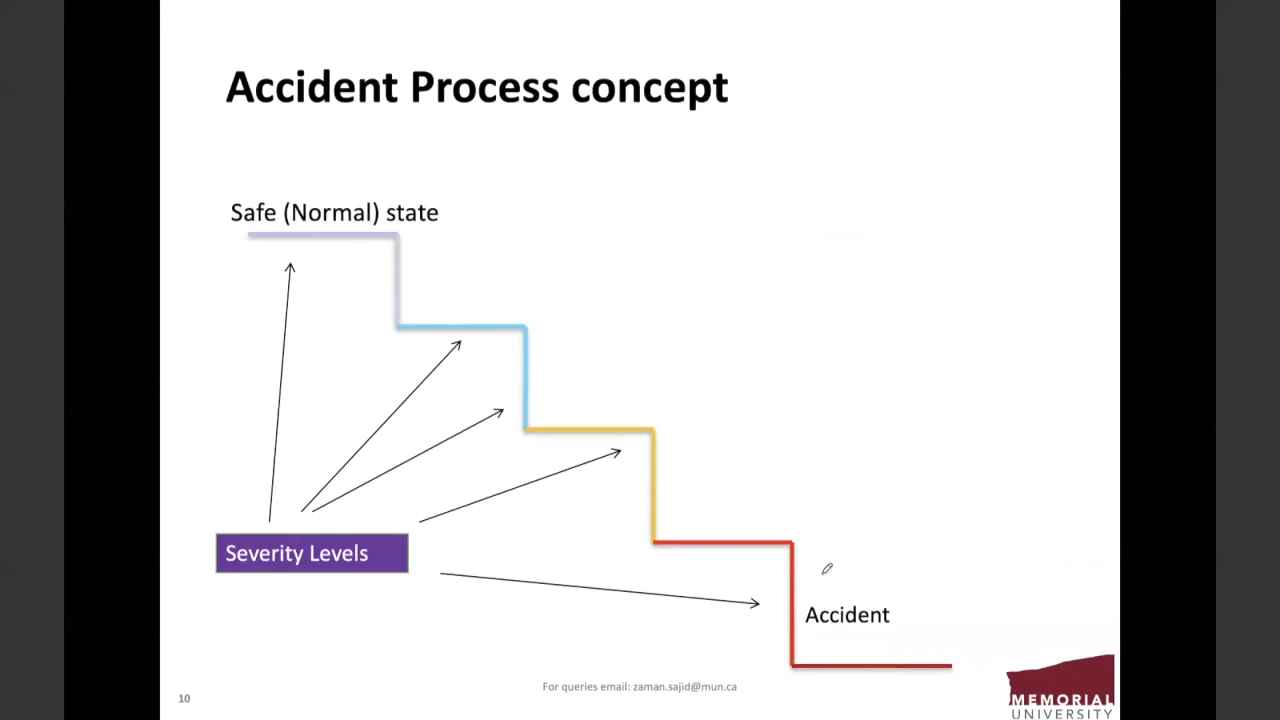 Accident Process concept
Safe (Normal) state
Severity Levels
Accident
For queries email: zaman.sajid@mun.ca
10
MEMORIAL
UNIVERSITY